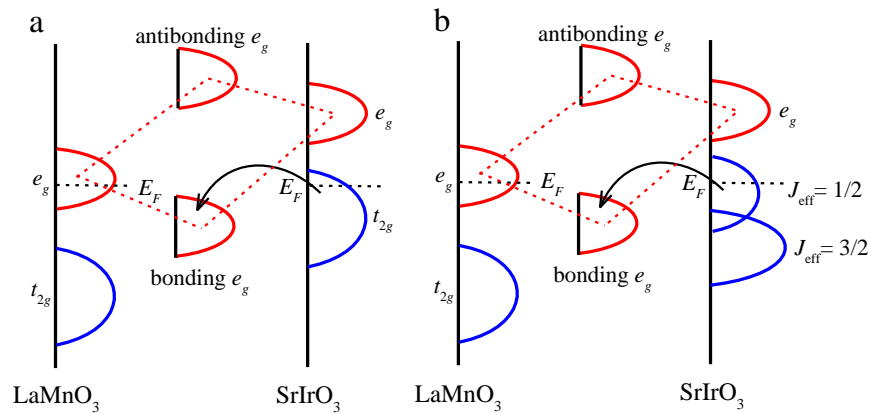 a
antibonding e_g
e_g
e_g
E_F
E_F
t_2g
bonding e_g
t_2g
LaMnO_3
SrIrO_3
b
antibonding e_g
e_g
e_g
E_F
E_F
J_eff = 1/2
J_eff = 3/2
bonding e_g
t_2g
LaMnO_3
SrIrO_3